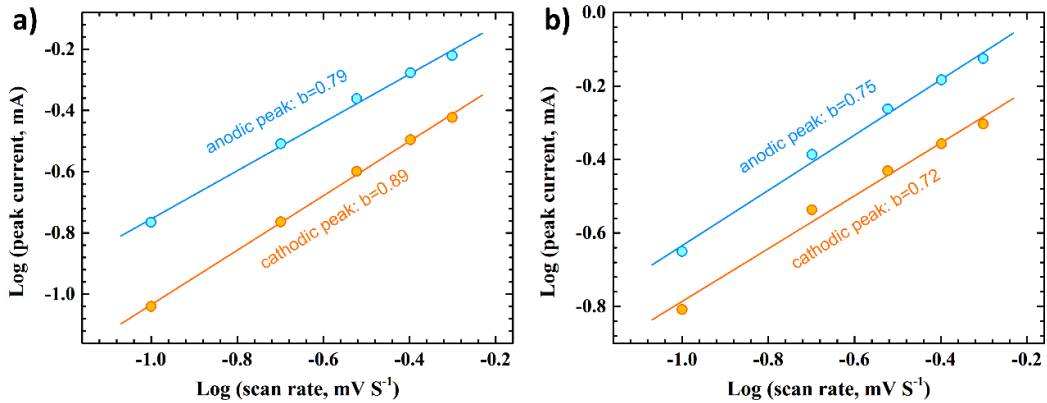 a)
Log (peak current, mA)
-0.2
-0.4
-0.6
-0.8
-1.0
anodic peak: b=0.79
cathodic peak: b=0.89
-1.0 -0.8 -0.6 -0.4 -0.2
Log (scan rate, mV S⁻¹)
b)
Log (peak current, mA)
0.0
-0.2
-0.4
-0.6
-0.8
anodic peak: b=0.75
cathodic peak: b=0.72
-1.0 -0.8 -0.6 -0.4 -0.2
Log (scan rate, mV S⁻¹)